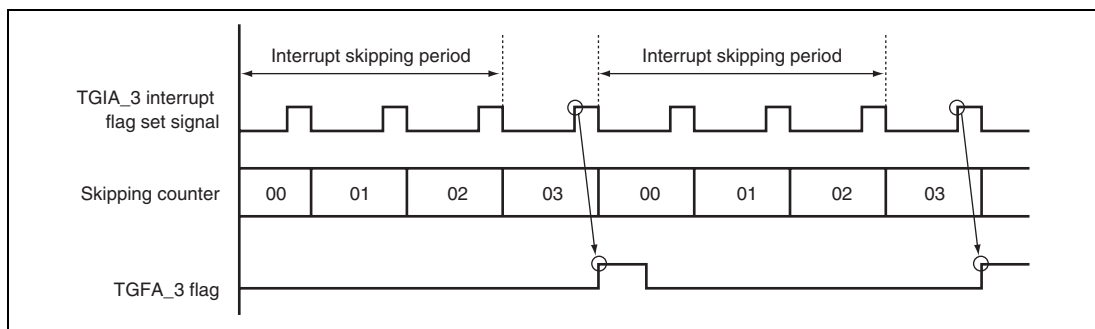 Interrupt skipping period Interrupt skipping period
TGIA_3 interrupt
flag set signal
Skipping counter 00 01 02 03 00 01 02 03
TGFA_3 flag